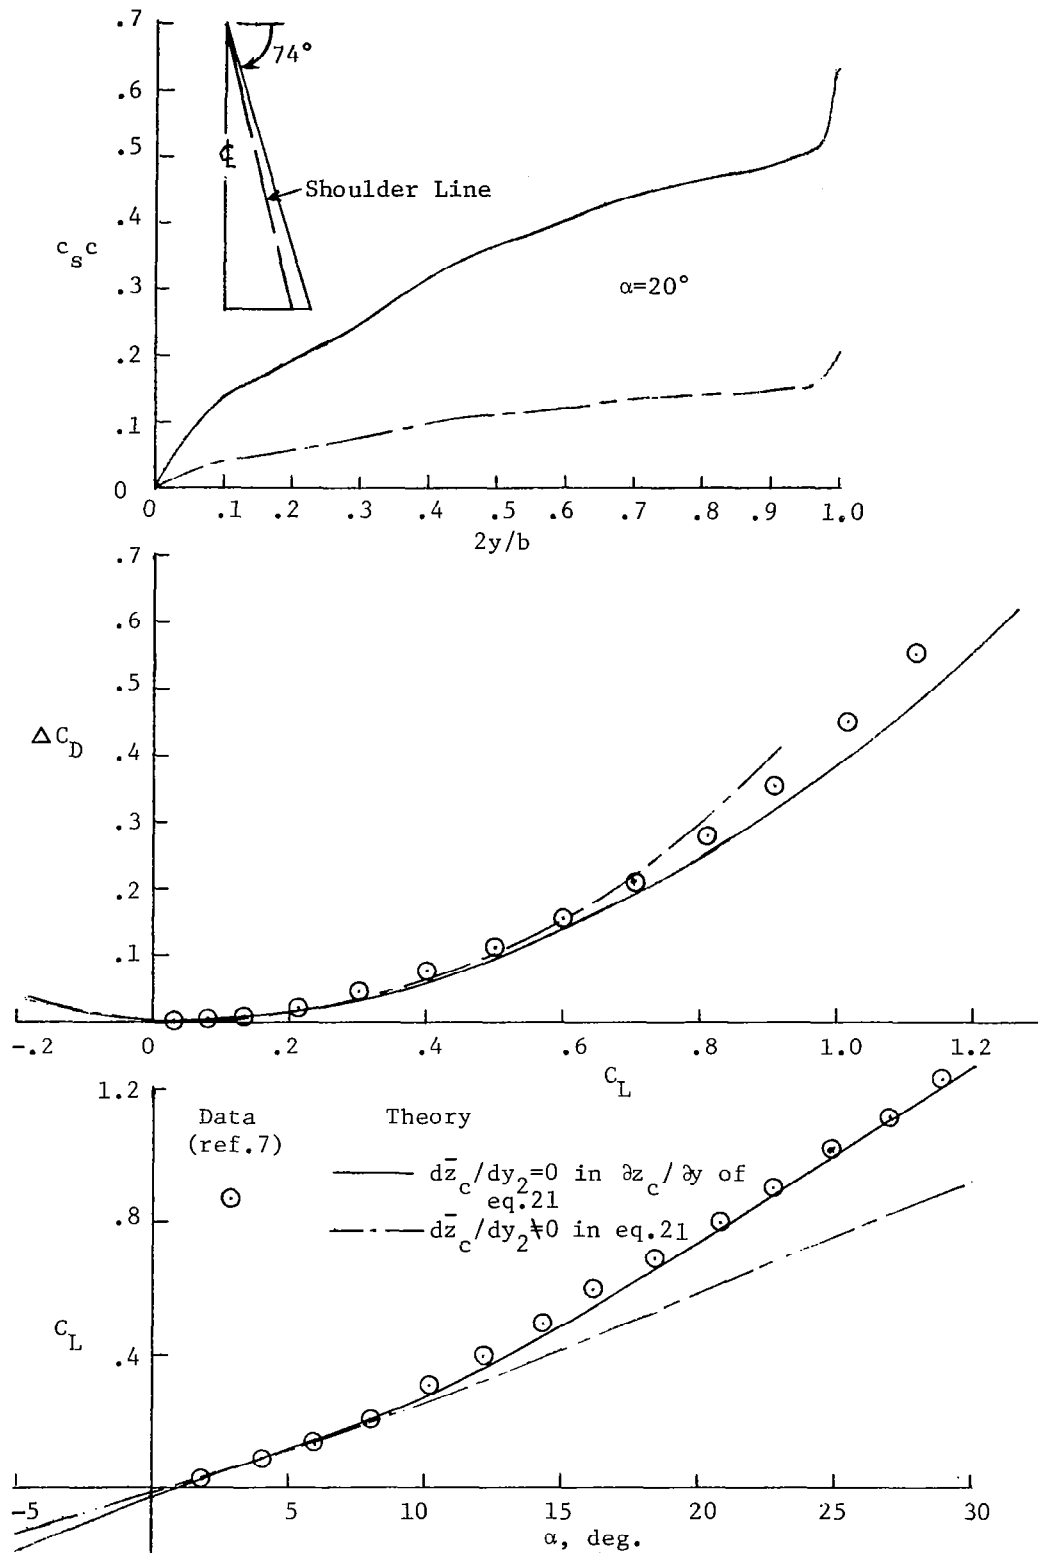 .7
74°
.6
.5
℄
Shoulder Line
.4
c_s c
.3
α=20°
.2
.1
0
0 .1 .2 .3 .4 .5 .6 .7 .8 .9 1.0
2y/b
.7
.6
.5
ΔC_D
.4
.3
.2
.1
-.2 0 .2 .4 .6 .8 1.0 1.2
C_L
1.2
Data
(ref.7)
Theory
dz̄_c/dy_2=0 in ∂z_c/∂y of
eq.21
.8
dz̄_c/dy_2≠0 in eq.21
C_L
.4
-5 0 5 10 15 20 25 30
α, deg.